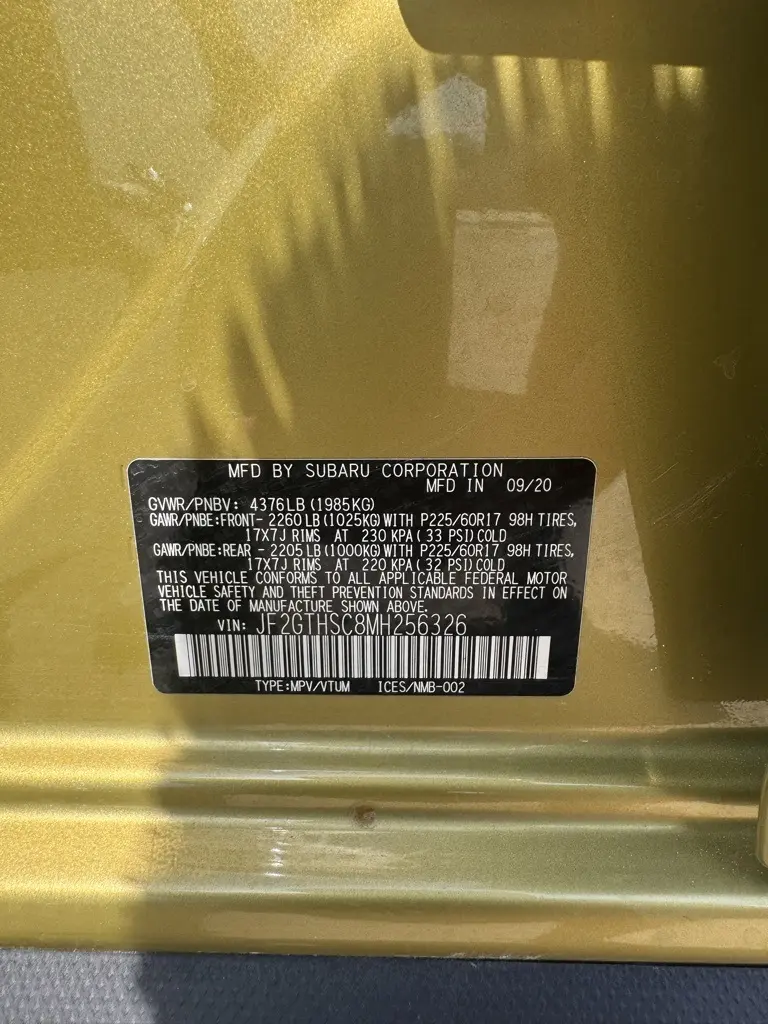 MFD BY SUBARU CORPORATION
MFD IN 09/20
GVWR/PNBV: 4376LB(1985KG)
GAWR/PNBE:FRONT- 2260LB(1025KG)WITH P225/60R17 98H TIRES,
17X7J RIMS AT 230 KPA( 33 PSI)COLD
GAWR/PNBE:REAR - 2205LB(1000KG)WITH P225/60R17 98H TIRES,
17X7J RIMS AT 220 KPA( 32 PSI)COLD
THIS VEHICLE CONFORMS TO ALL APPLICABLE FEDERAL MOTOR
VEHICLE SAFETY AND THEFT PREVENTION STANDARDS IN EFFECT ON
THE DATE OF MANUFACTURE SHOWN ABOVE.
VIN: JF2GTHSC8MH256326
TYPE:MPV/VTUM ICES/NMB-002